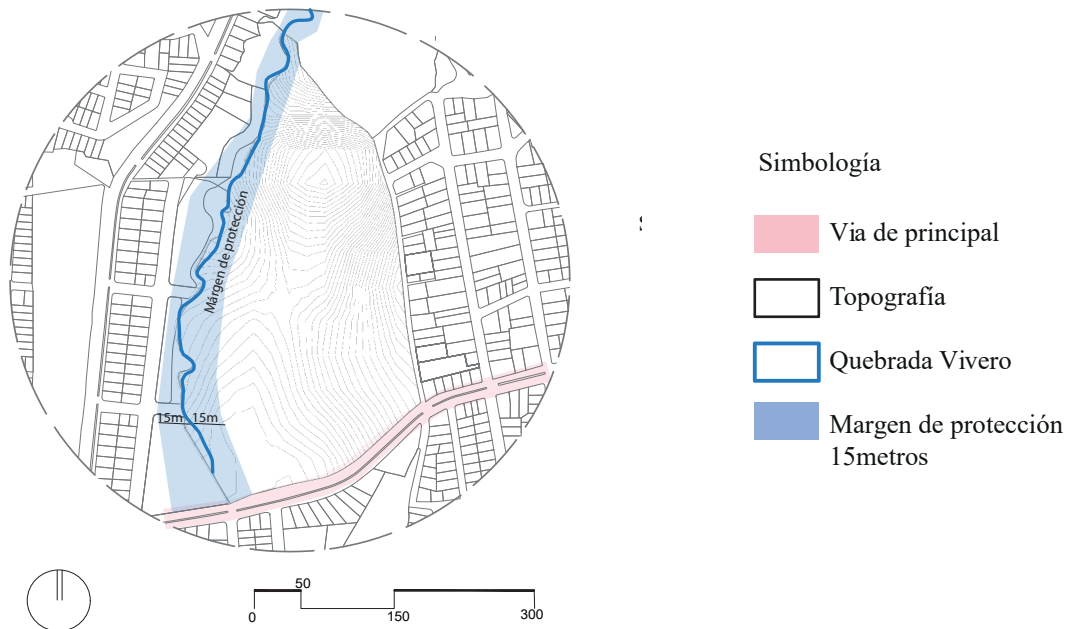 Márgen de protección
15m 15m
50
0
150
300
Simbología
Via de principal
Topografía
Quebrada Vivero
Margen de protección
15metros